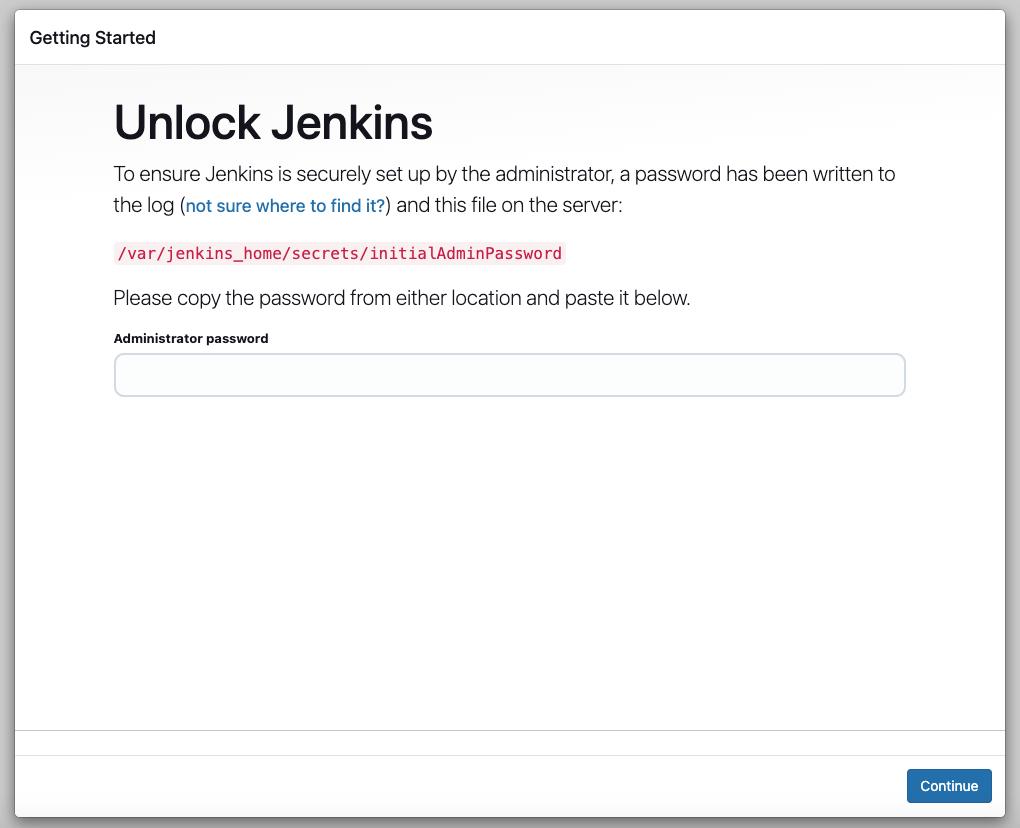 Getting Started
Unlock Jenkins
To ensure Jenkins is securely set up by the administrator, a password has been written to
the log (not sure where to find it?) and this file on the server:
/var/jenkins_home/secrets/initialAdminPassword
Please copy the password from either location and paste it below.
Administrator password
Continue